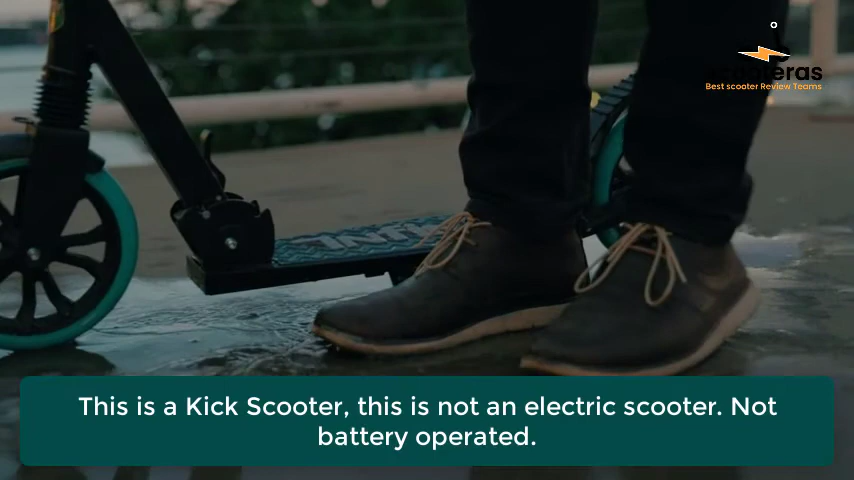 Best scooter Review Teams
This is a Kick Scooter, this is not an electric scooter. Not
battery operated.